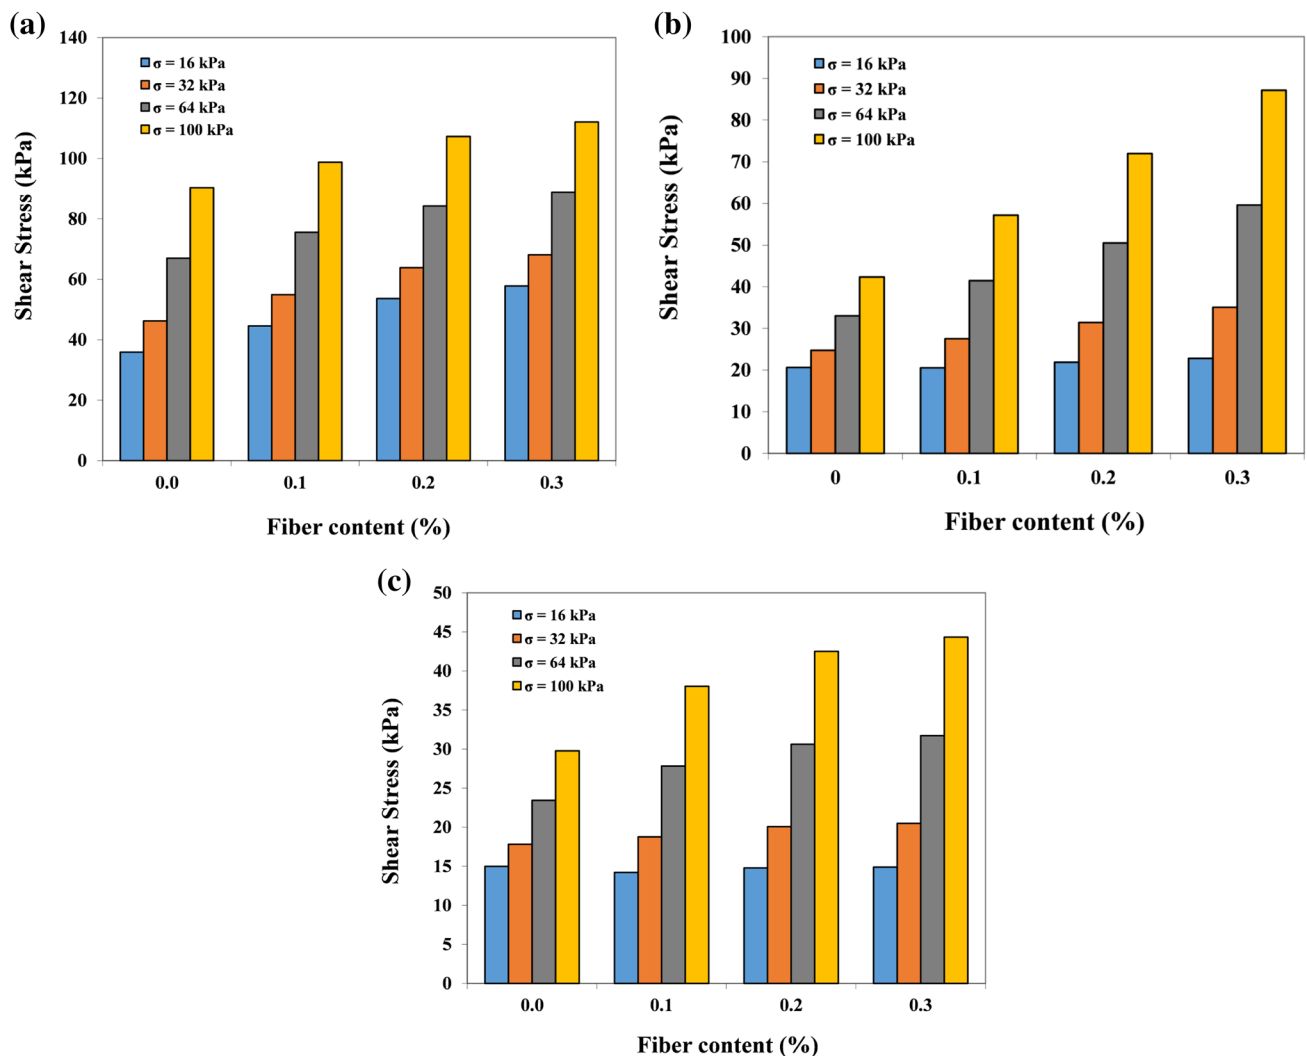 (a)
140
120
100
80
60
40
20
0
Shear Stress (kPa)
σ = 16 kPa
σ = 32 kPa
σ = 64 kPa
σ = 100 kPa
0.0 0.1 0.2 0.3
Fiber content (%)
(b)
100
90
80
70
60
50
40
30
20
10
0
Shear Stress (kPa)
σ = 16 kPa
σ = 32 kPa
σ = 64 kPa
σ = 100 kPa
0 0.1 0.2 0.3
Fiber content (%)
(c)
50
45
40
35
30
25
20
15
10
5
0
Shear Stress (kPa)
σ = 16 kPa
σ = 32 kPa
σ = 64 kPa
σ = 100 kPa
0.0 0.1 0.2 0.3
Fiber content (%)